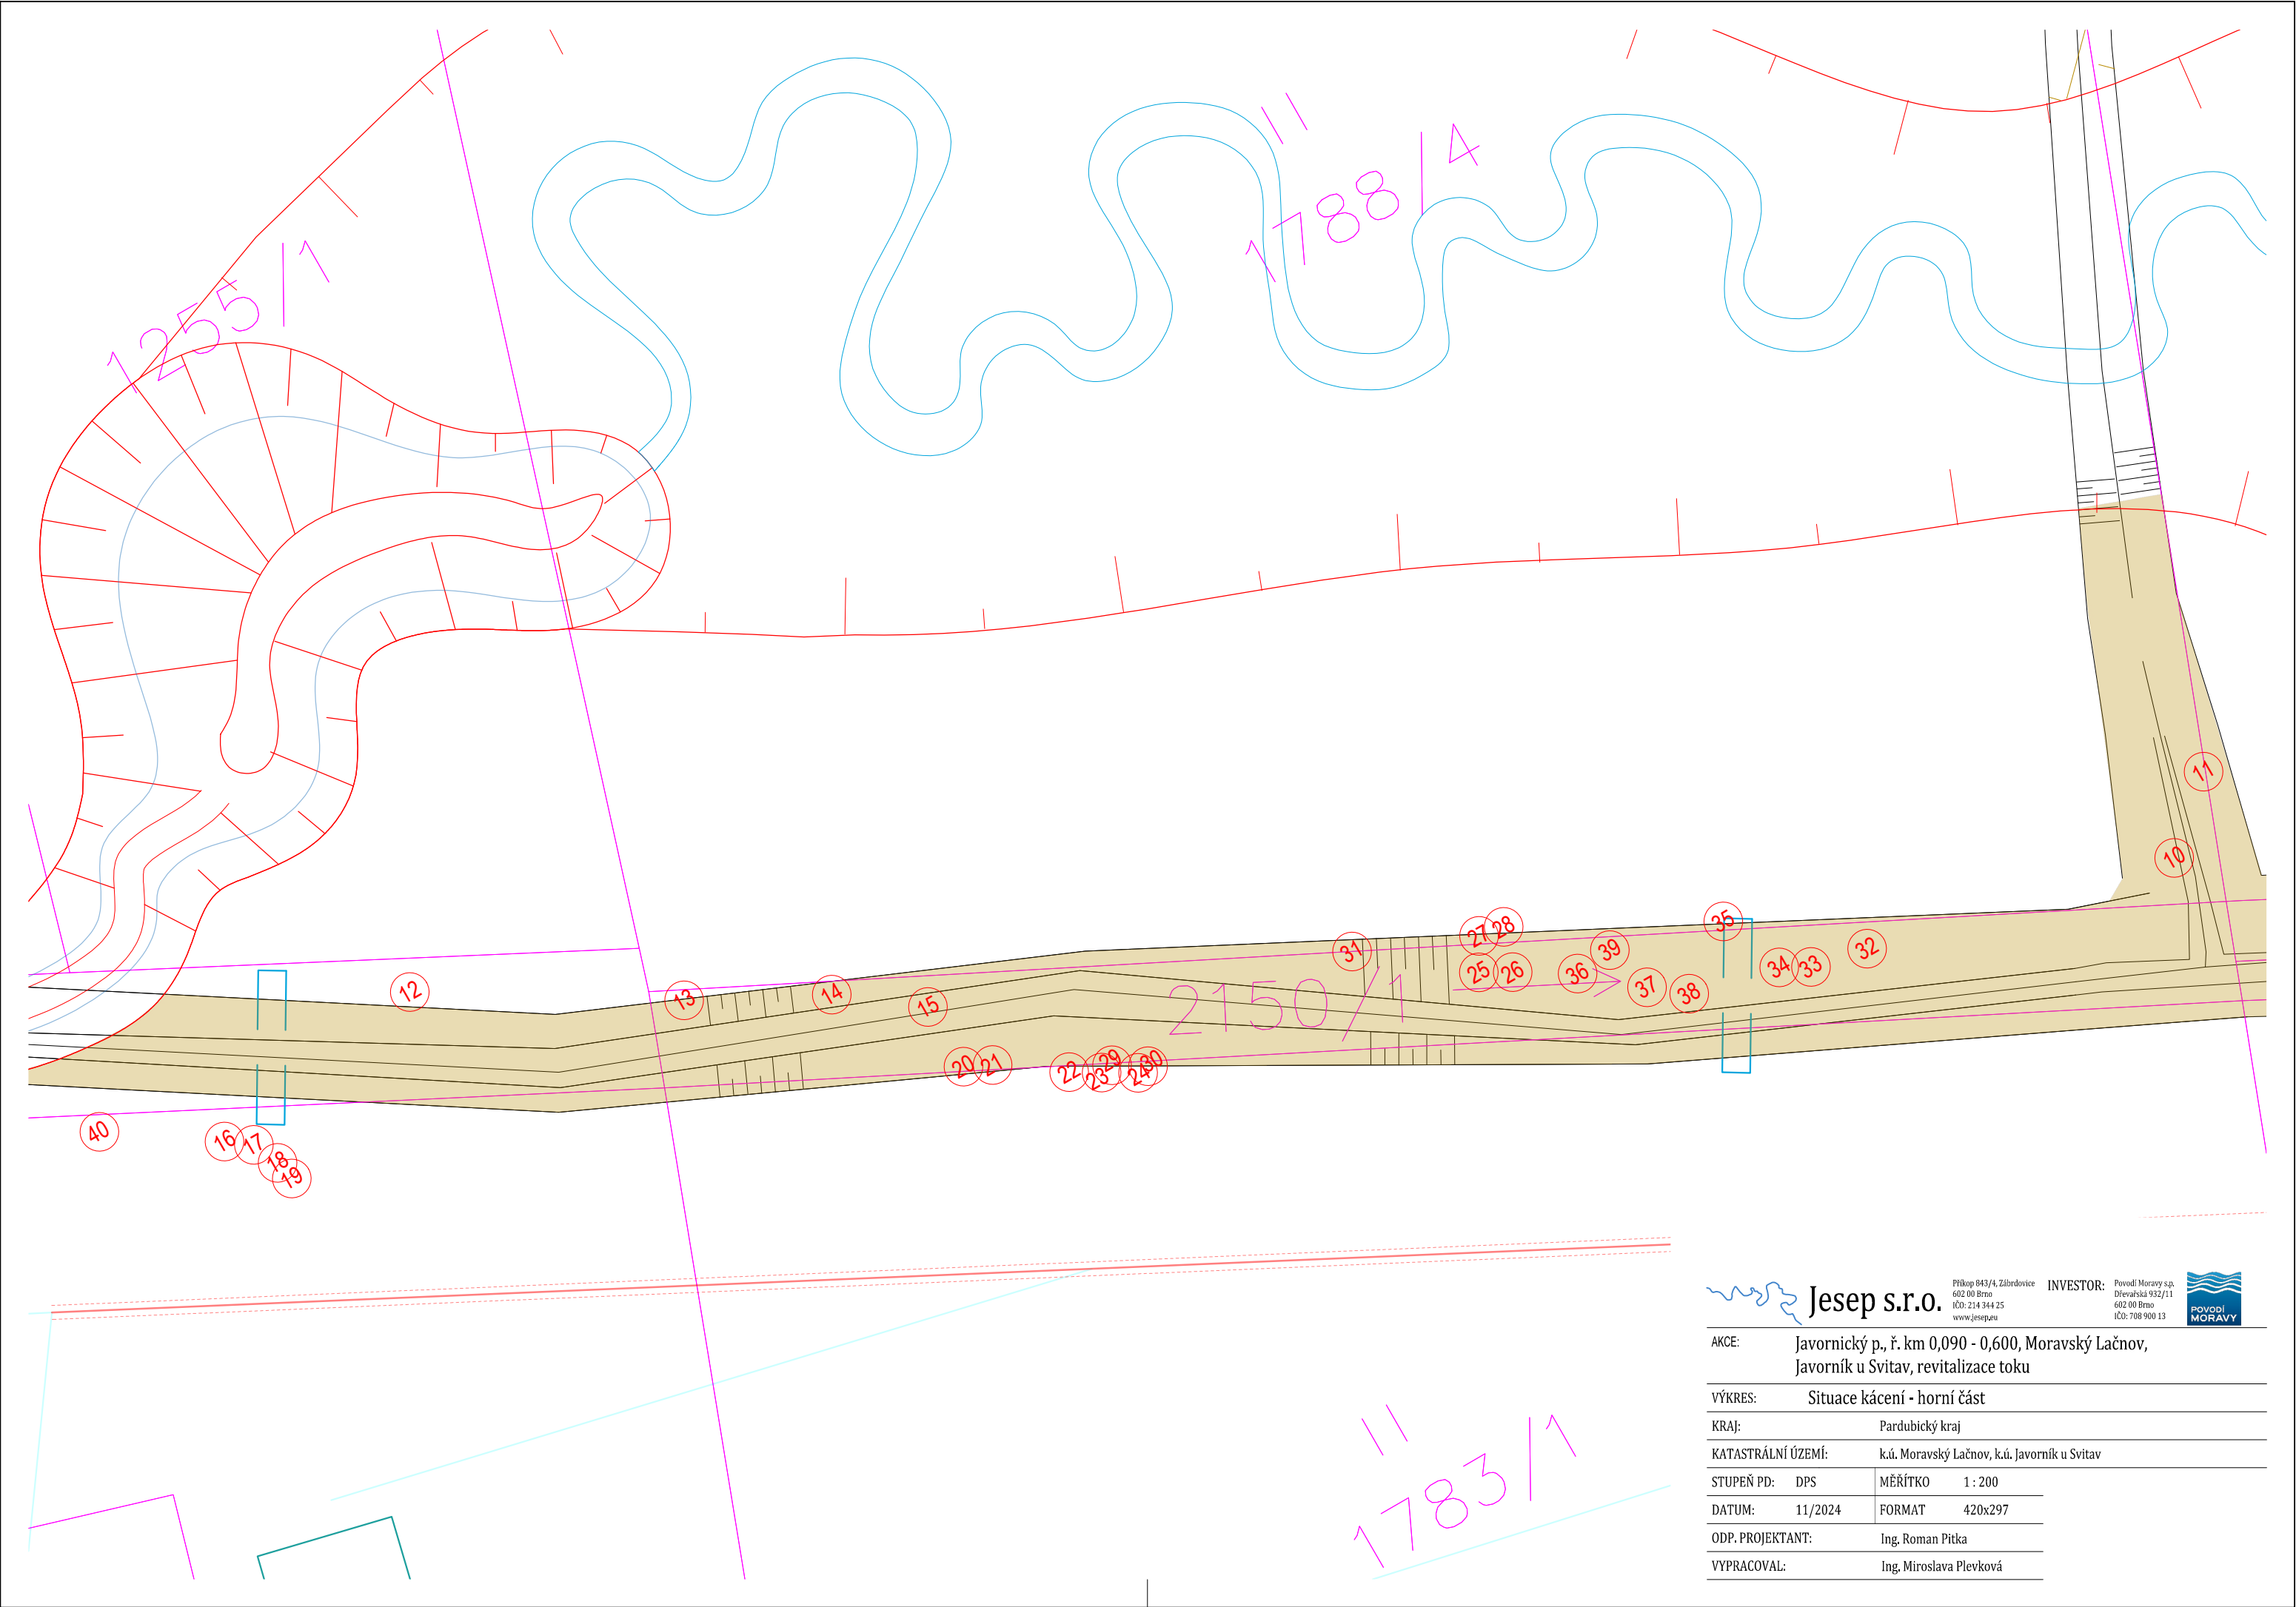 1788/4
1255/1
11
10
35
28
27
31
39
32
34
33
25
26
36
37
38
12
13
14
15
2150/1
20
21
22
23
29
24
30
40
16
17
18
19
1783/1
Jesep s.r.o.
Příkop 843/4, Zábrdovice
602 00 Brno
IČO: 214 344 25
www.jesep.eu
INVESTOR:
Povodí Moravy s.p.
Dřevařská 932/11
602 00 Brno
IČO: 708 900 13
POVODÍ
MORAVY
AKCE: Javornický p., ř. km 0,090 - 0,600, Moravský Lačnov,
Javorník u Svitav, revitalizace toku
VÝKRES: Situace kácení - horní část
KRAJ: Pardubický kraj
KATASTRÁLNÍ ÚZEMÍ: k.ú. Moravský Lačnov, k.ú. Javorník u Svitav
STUPEŇ PD: DPS MĚŘÍTKO 1 : 200
DATUM: 11/2024 FORMAT 420x297
ODP. PROJEKTANT: Ing. Roman Pitka
VYPRACOVAL: Ing. Miroslava Plevková